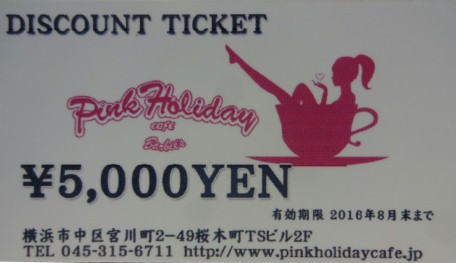 DISCOUNT TICKET
Pink Holiday
cafe
¥5,000YEN
有効期限 2016年8月末まで
横浜市中区宮川町2-49桜木町TSビル2F
TEL 045-315-6711 http://www.pinkholidaycafe.jp